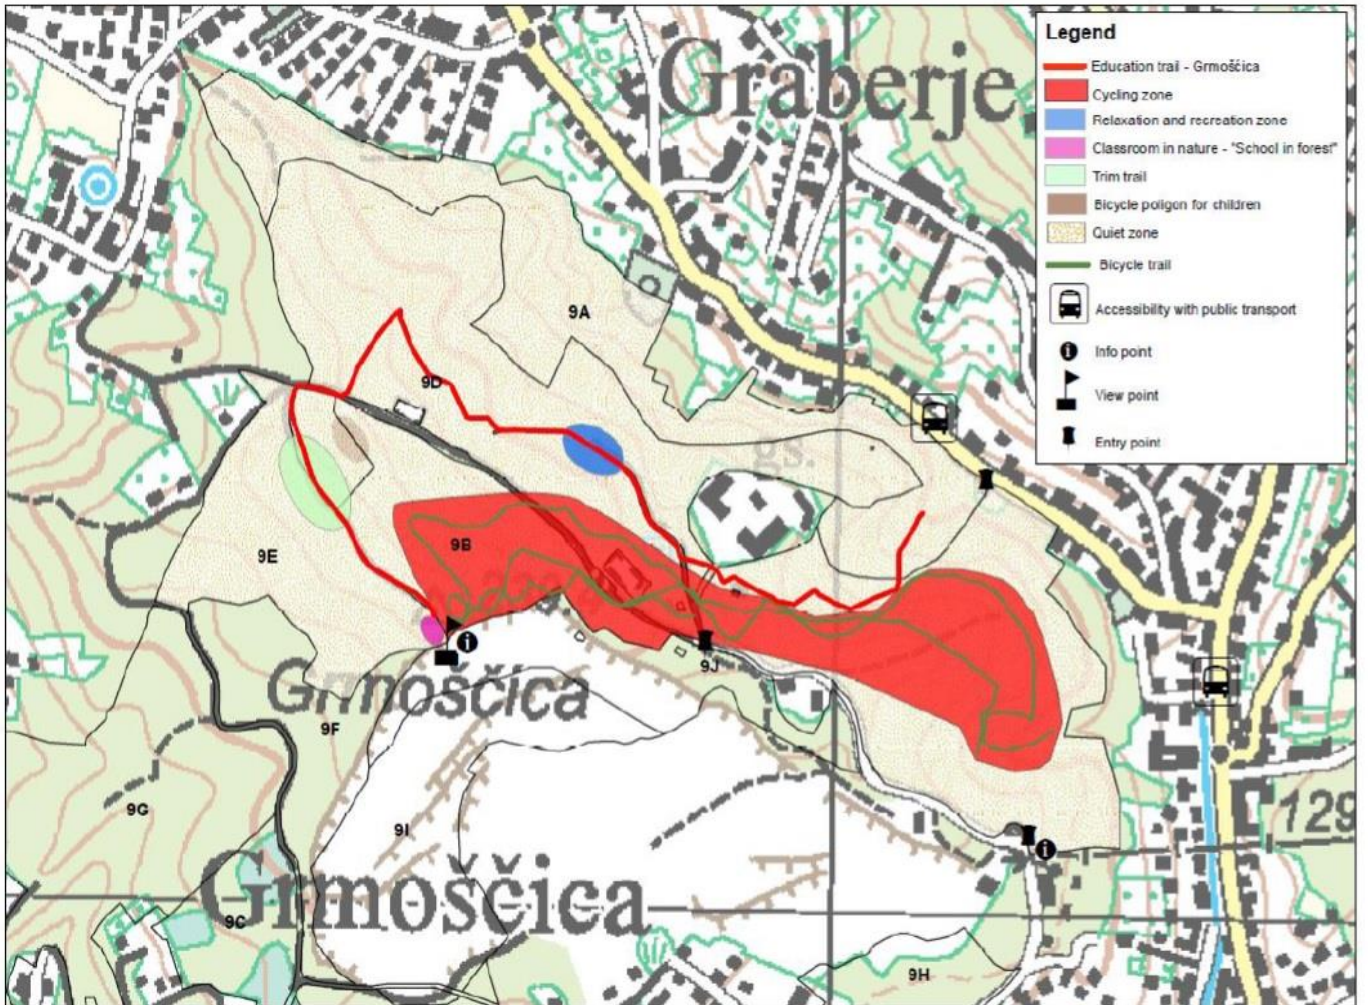 Graberje
Legend
Education trail - Grmoščica
Cycling zone
Relaxation and recreation zone
Classroom in nature - "School in forest"
Trim trail
Bicycle poligon for children
Quiet zone
Bicycle trail
Accessibility with public transport
Info point
View point
Entry point
9A
9D
gs.
9B
9E
9J
Grmoščica
9F
9G
9I
129
Grmoščica
9C
9H